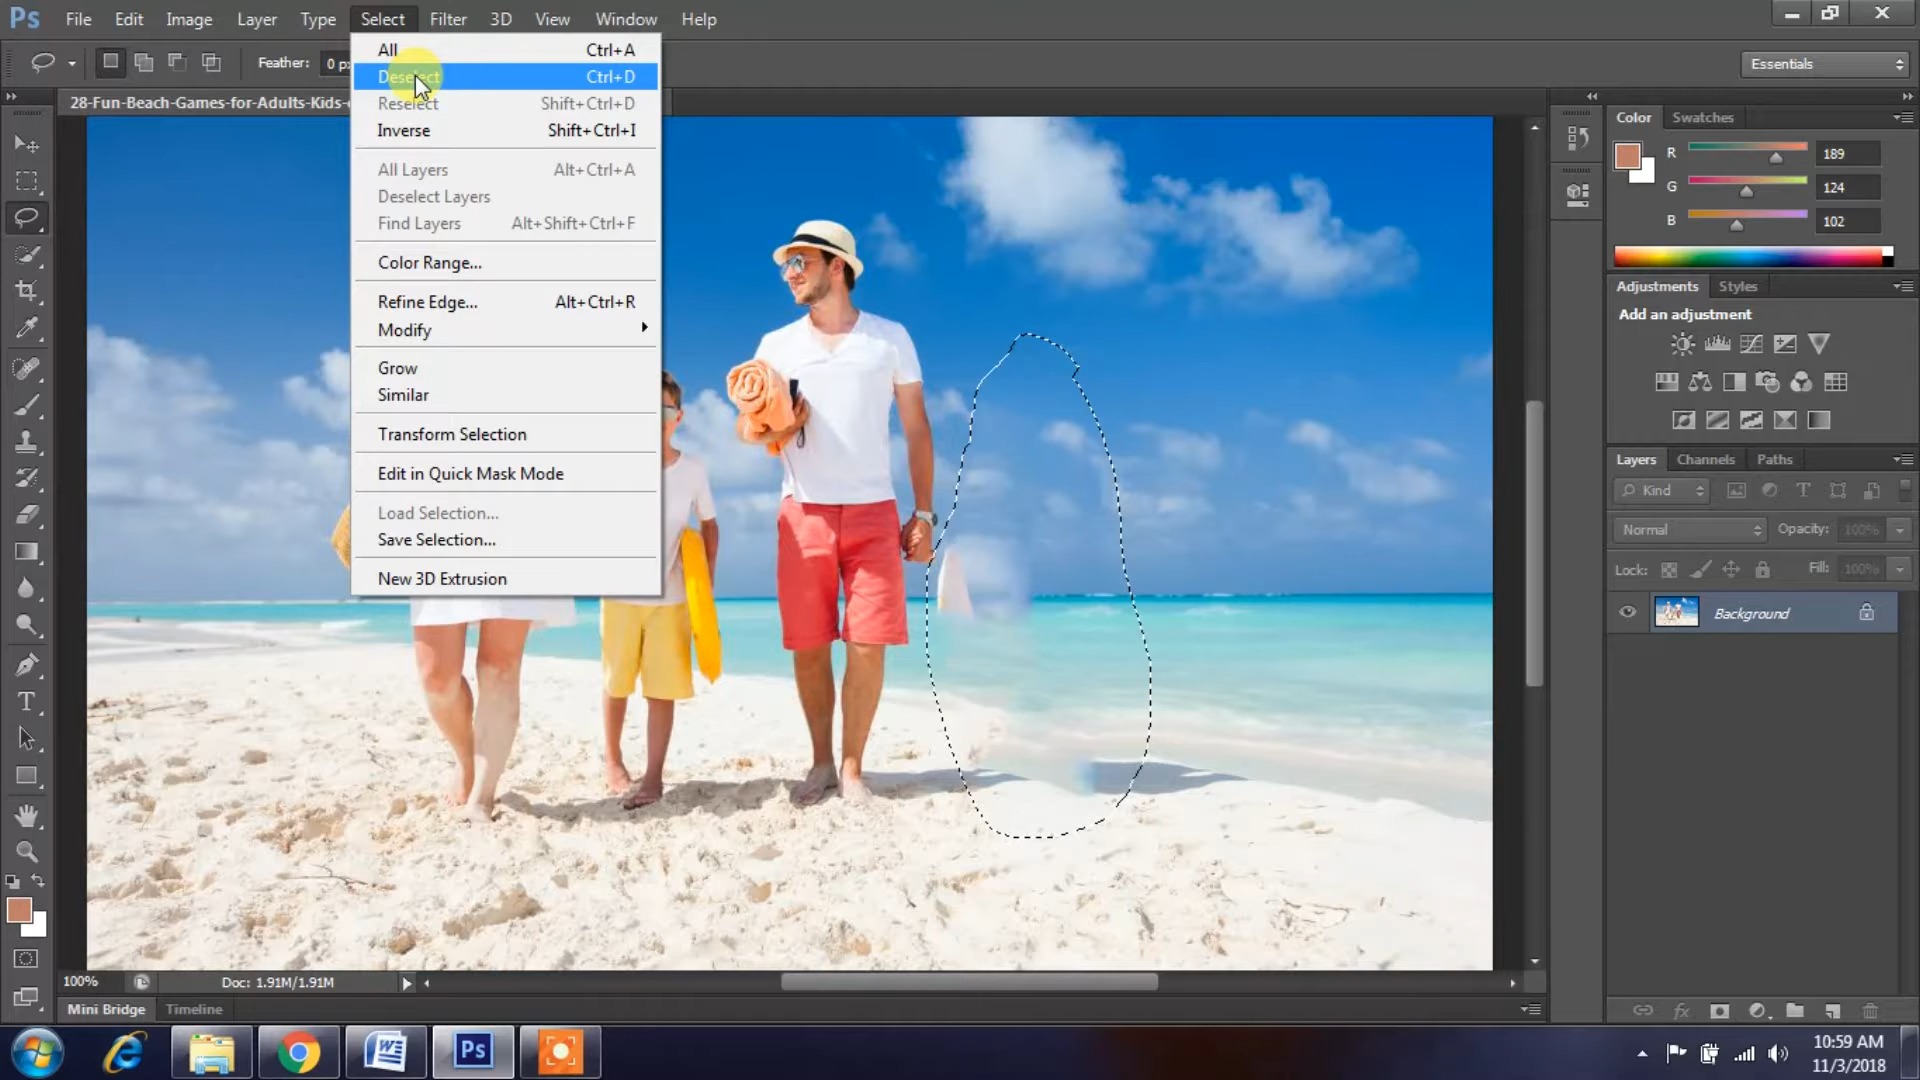 Ps File Edit Image Layer Type Select Filter 3D View Window Help
Feather: 0 px
Essentials
28-Fun-Beach-Games-for-Adults-Kids-
All Ctrl+A
Deselect Ctrl+D
Reselect Shift+Ctrl+D
Inverse Shift+Ctrl+I
All Layers Alt+Ctrl+A
Deselect Layers
Find Layers Alt+Shift+Ctrl+F
Color Range...
Refine Edge... Alt+Ctrl+R
Modify
Grow
Similar
Transform Selection
Edit in Quick Mask Mode
Load Selection...
Save Selection...
New 3D Extrusion
Color Swatches
R 189
G 124
B 102
Adjustments Styles
Add an adjustment
Layers Channels Paths
Kind
Normal Opacity: 100%
Lock: Fill: 100%
Background
100% Doc: 1.91M/1.91M
Mini Bridge Timeline
Ps
10:59 AM
11/3/2018